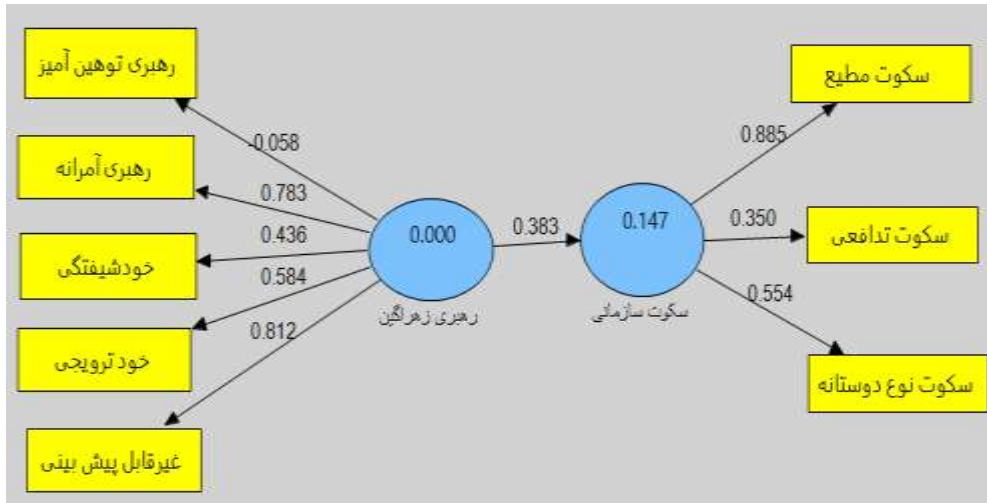 رهبری توهین آمیز
سکوت مطیع
-0.058
0.885
رهبری آمرانه
0.783
0.436
0.000
0.383
0.147
0.350
سکوت تدافعی
خودشیفتگی
0.584
0.554
رهبری زهراگین
سکوت سازمانی
0.812
خود ترویجی
سکوت نوع دوستانه
غیرقابل پیش بینی